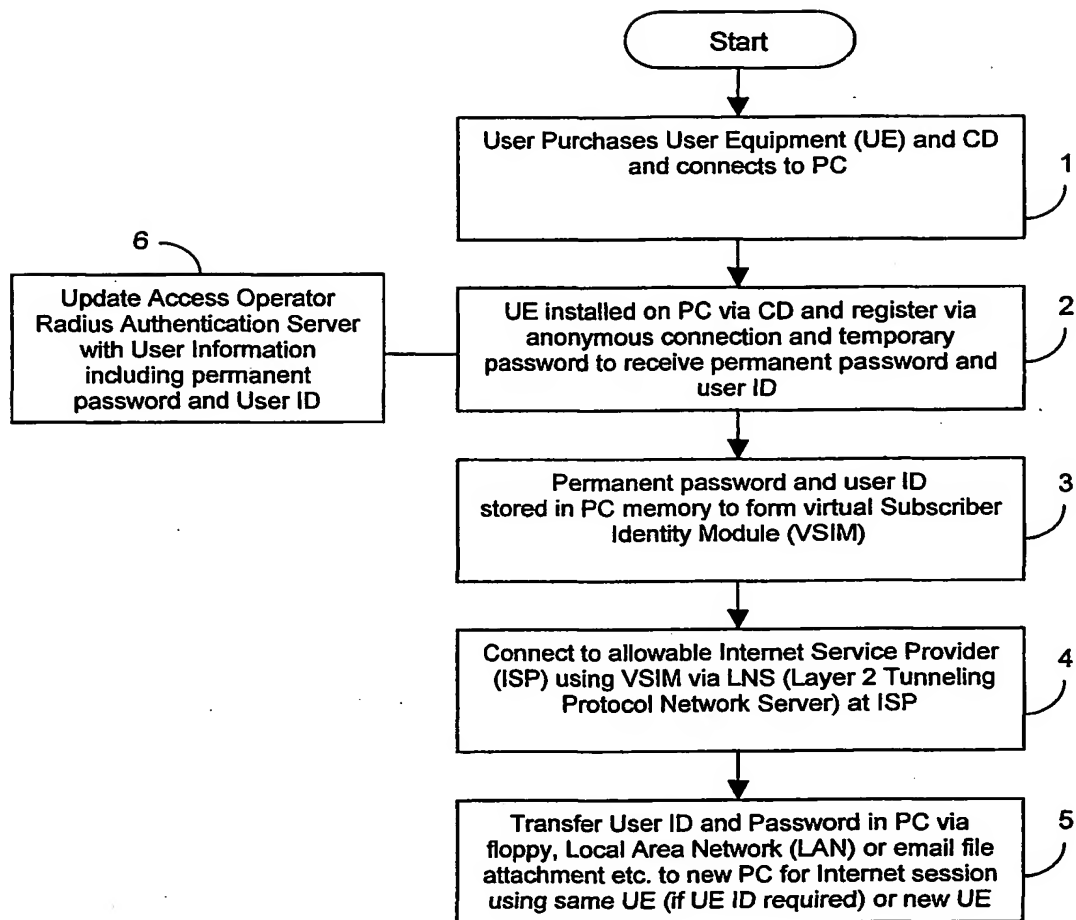 Start
User Purchases User Equipment (UE) and CD
and connects to PC
1
6
Update Access Operator
Radius Authentication Server
with User Information
including permanent
password and User ID
UE installed on PC via CD and register via
anonymous connection and temporary
password to receive permanent password and
user ID
2
Permanent password and user ID
stored in PC memory to form virtual Subscriber
Identity Module (VSIM)
3
Connect to allowable Internet Service Provider
(ISP) using VSIM via LNS (Layer 2 Tunneling
Protocol Network Server) at ISP
4
Transfer User ID and Password in PC via
floppy, Local Area Network (LAN) or email file
attachment etc. to new PC for Internet session
using same UE (if UE ID required) or new UE
5